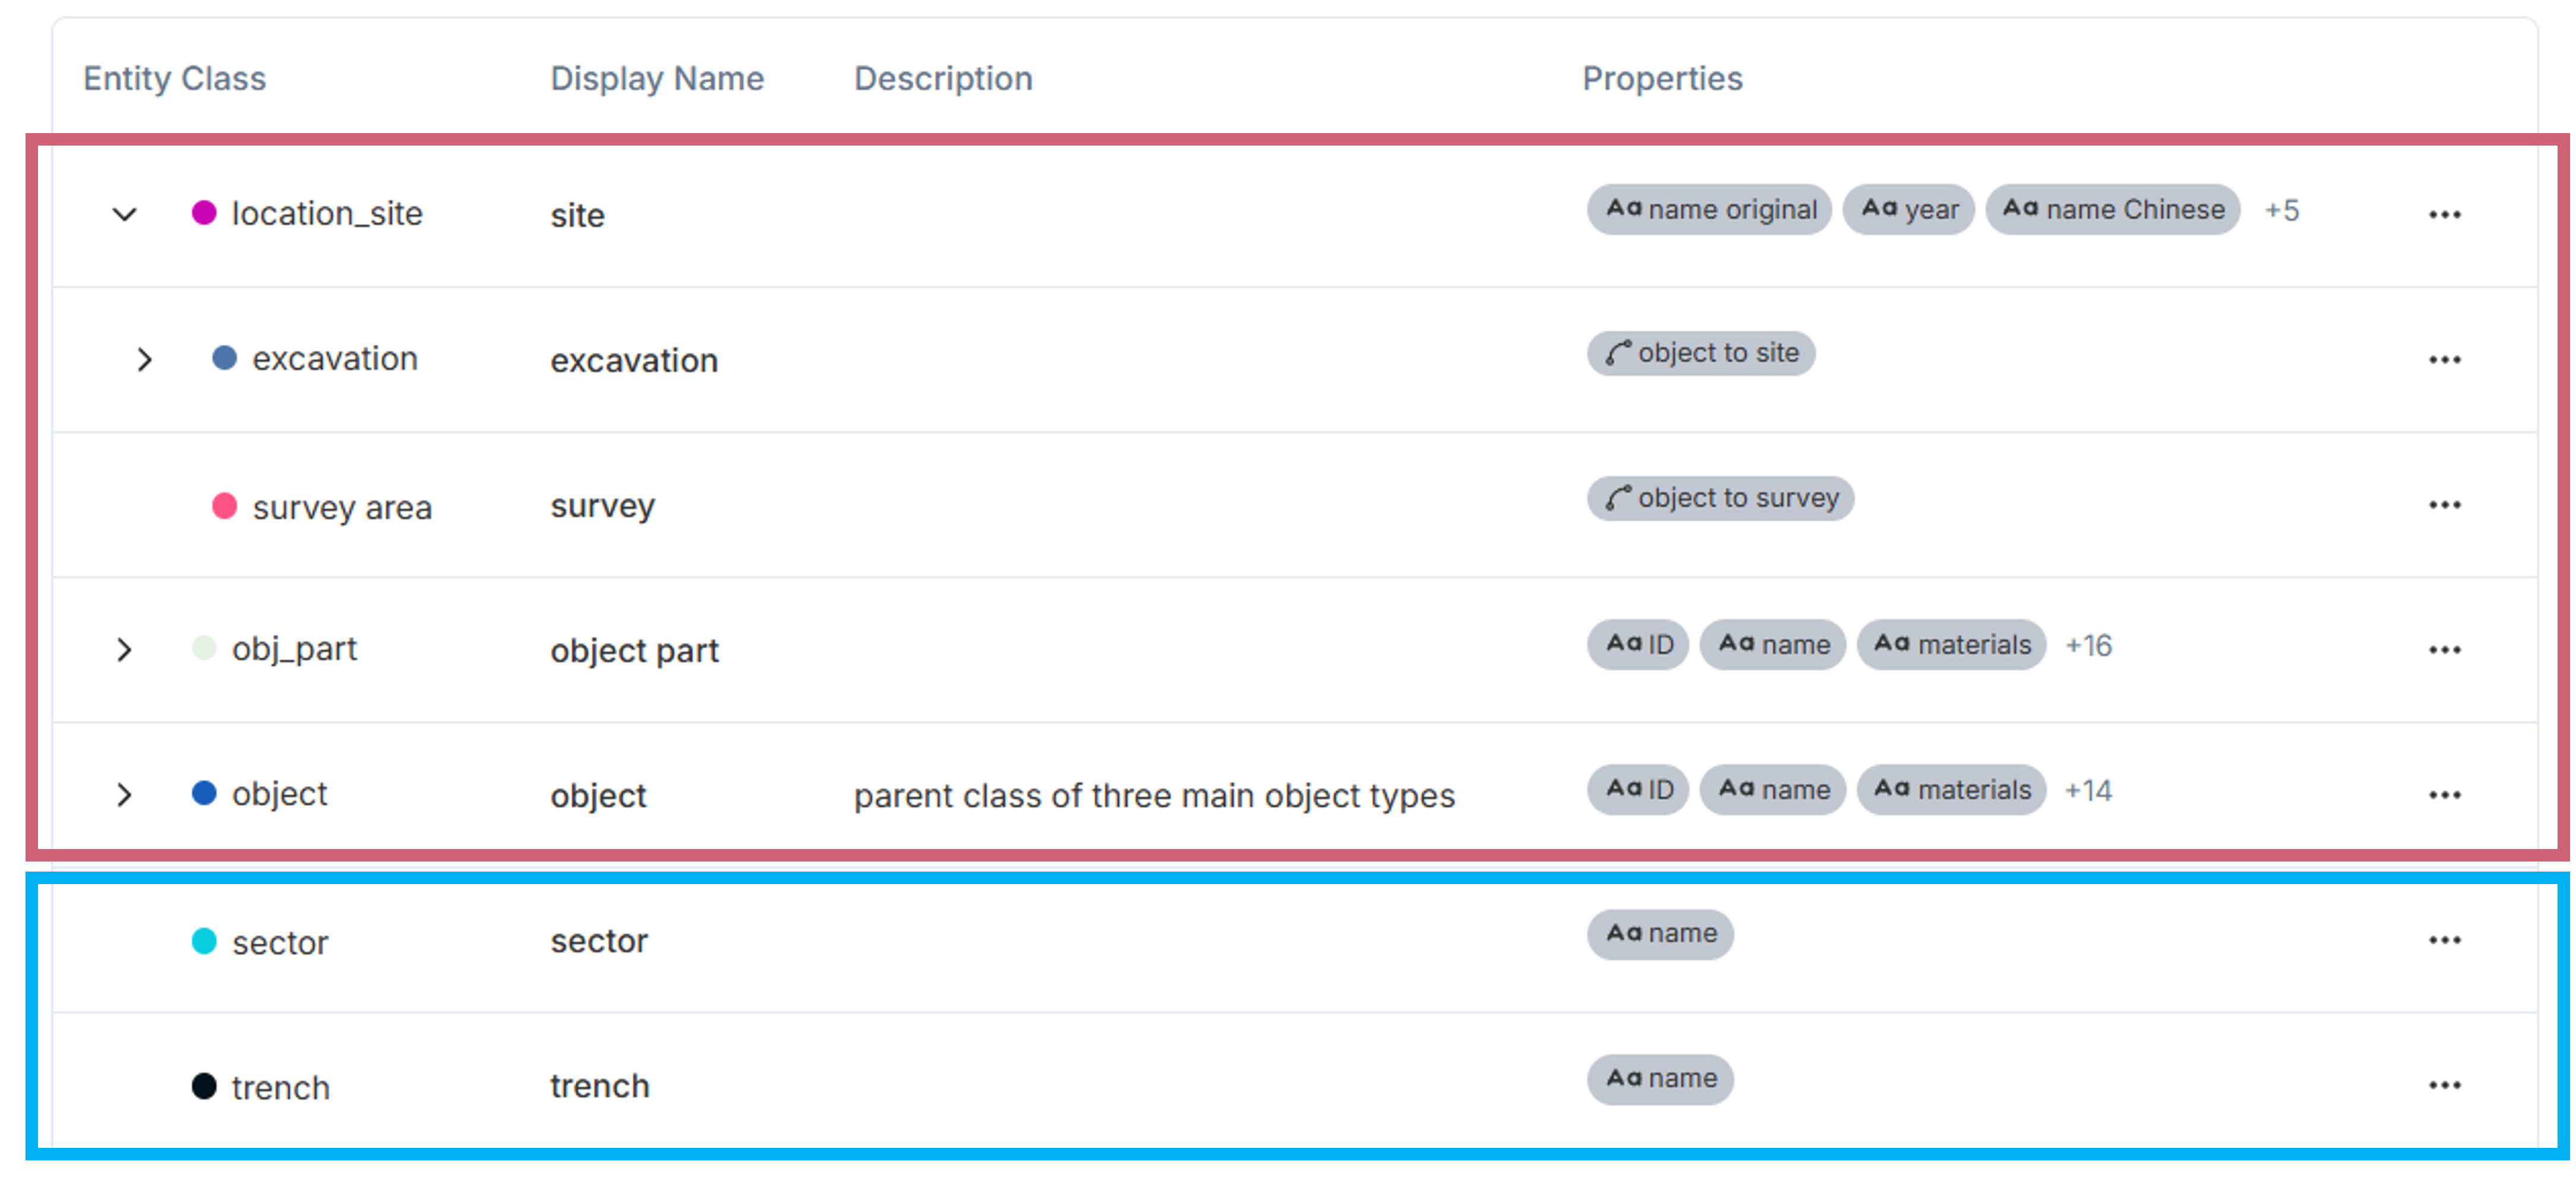 Entity Class Display Name Description Properties
location_site site Aa name original Aa year Aa name Chinese +5
excavation excavation object to site
survey area survey object to survey
obj_part object part Aa ID Aa name Aa materials +16
object object parent class of three main object types Aa ID Aa name Aa materials +14
sector sector Aa name
trench trench Aa name